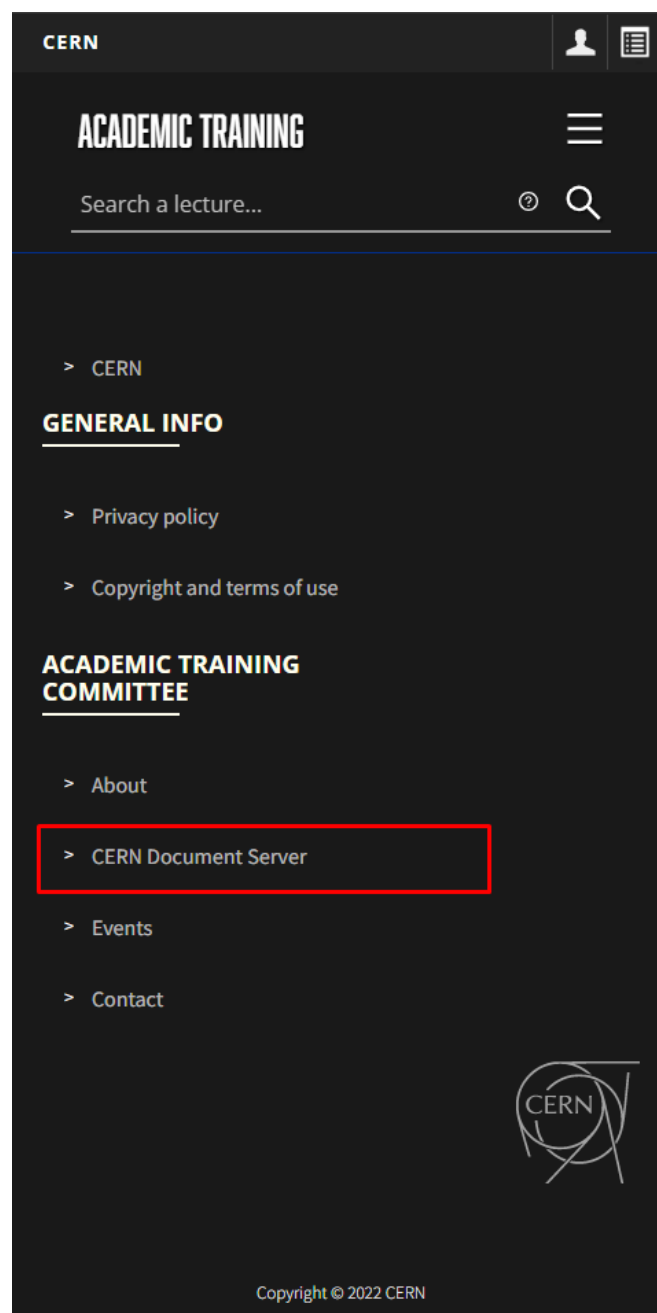 CERN
ACADEMIC TRAINING
Search a lecture...
> CERN
GENERAL INFO
> Privacy policy
> Copyright and terms of use
ACADEMIC TRAINING
COMMITTEE
> About
> CERN Document Server
> Events
> Contact
CERN
Copyright © 2022 CERN